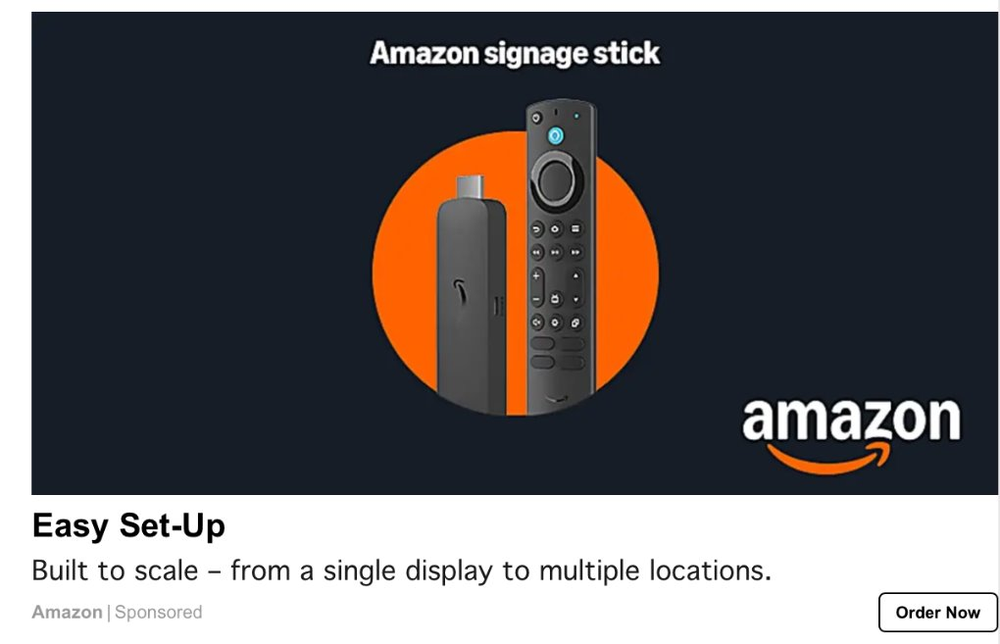 Amazon signage stick
amazon
Easy Set-Up
Built to scale – from a single display to multiple locations.
Amazon | Sponsored
Order Now